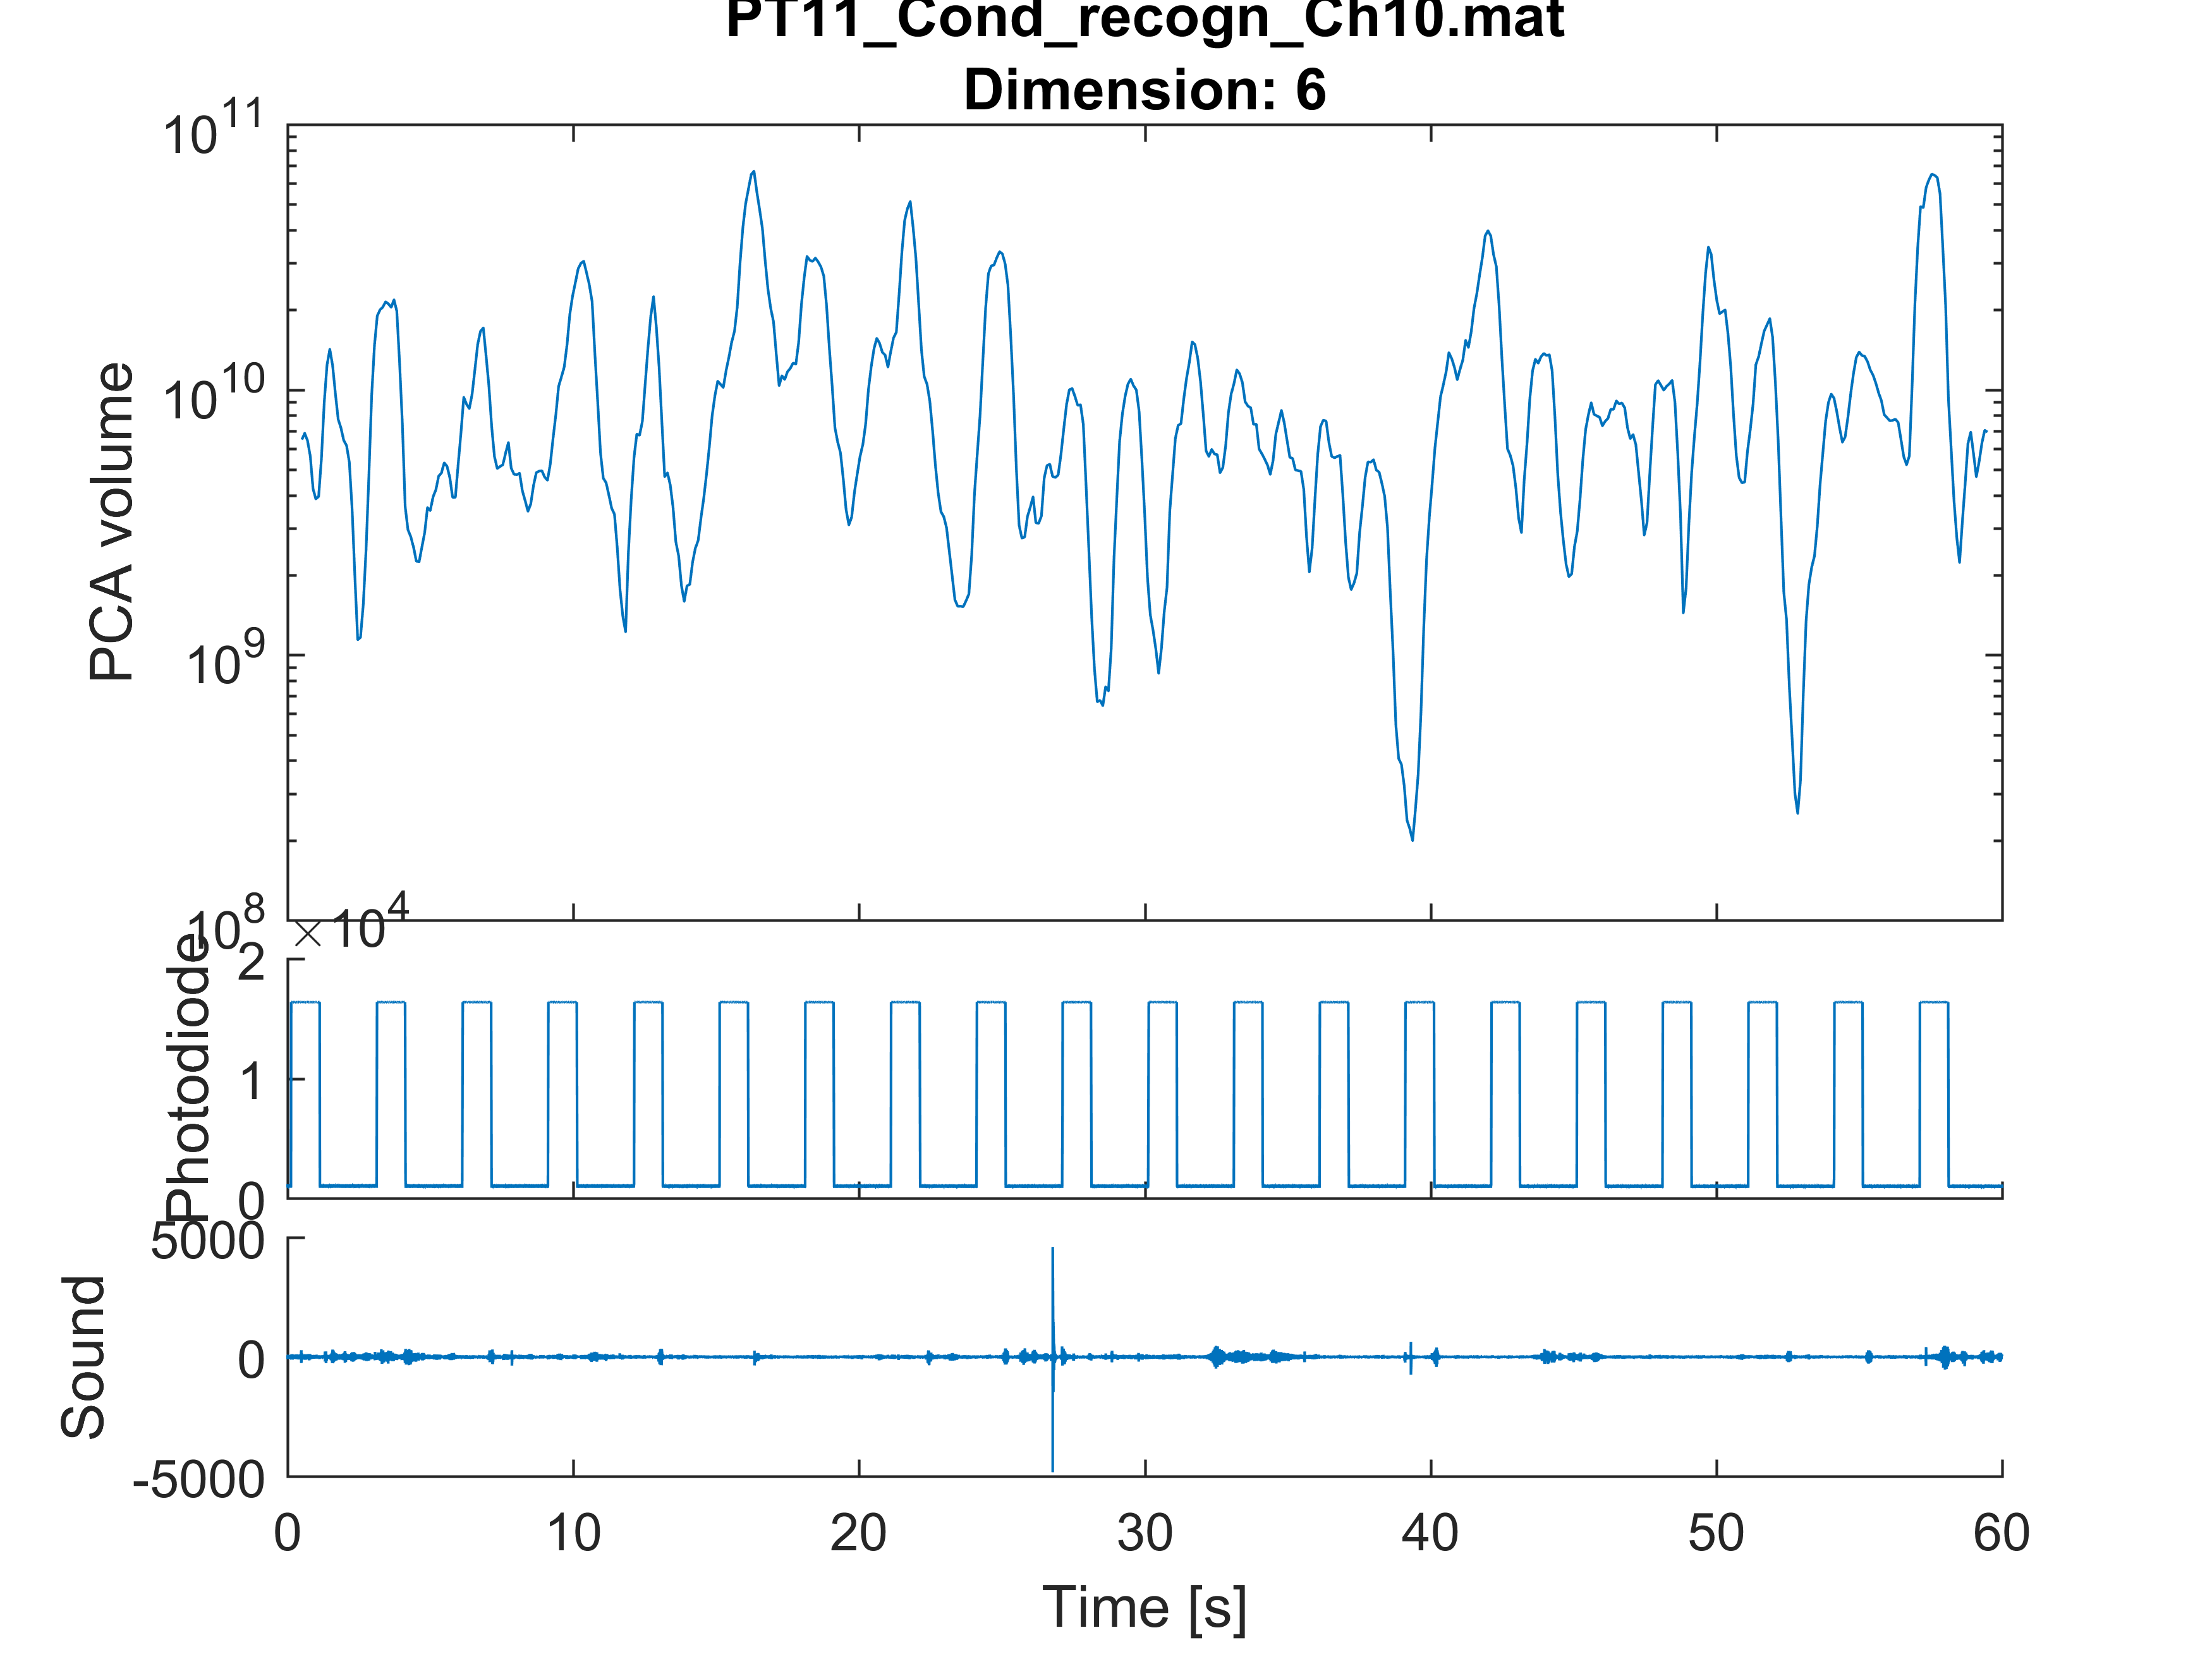 PT11_Cond_recogn_Ch10.mat
Dimension: 6
10^11
10^10
10^9
10^8
PCA volume
× 10^4
2
1
0
Photodiode
5000
0
-5000
Sound
0 10 20 30 40 50 60
Time [s]